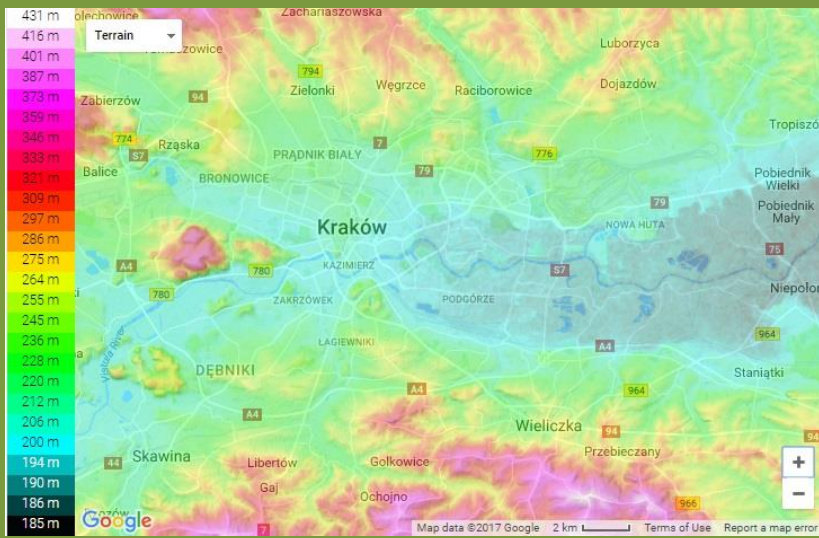 431 m
416 m
401 m
387 m
373 m
359 m
346 m
333 m
321 m
309 m
297 m
286 m
275 m
264 m
255 m
245 m
236 m
228 m
220 m
212 m
206 m
200 m
194 m
190 m
186 m
185 m
Terrain
Zachariaszowska
Luborzyca
794
Zabierzów
94
Zielonki
Węgrzce
Raciborowice
Dojazdów
Tropiszó
774
S7
Rząska
7
PRĄDNIK BIAŁY
776
Balice
BRONOWICE
79
Pobiednik
Wielki
79
Pobiednik
Mały
Kraków
NOWA HUTA
A4
780
KAZIMIERZ
S7
75
780
ZAKRZÓWEK
PODGÓRZE
Niepoło
Vistula River
ŁAGIEWNIKI
A4
964
DĘBNIKI
Staniątki
A4
964
A4
Wieliczka
94
94
44
Skawina
Libertów
Golkowice
Przebieczany
Gaj
Ochojno
966
7
+
−
Google
Map data ©2017 Google
2 km
Terms of Use
Report a map error